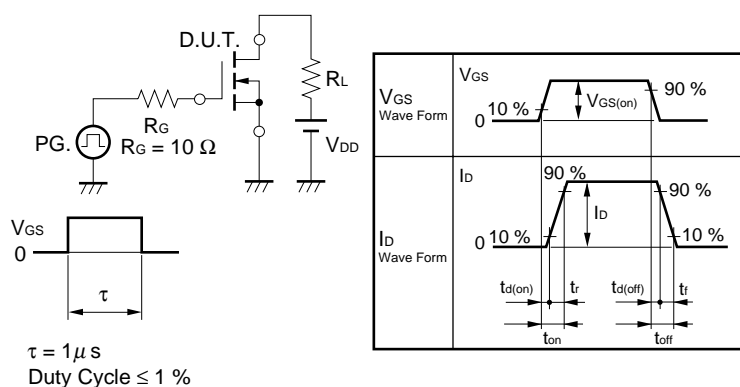 D.U.T.
RL
RG
RG = 10 Ω
PG.
VDD
VGS
0
τ
τ = 1μ s
Duty Cycle ≤ 1 %
VGS
Wave Form
VGS
10 %
0
VGS(on)
90 %
ID
Wave Form
ID
90 %
90 %
ID
0
10 %
10 %
td(on)
tr
td(off)
tf
ton
toff